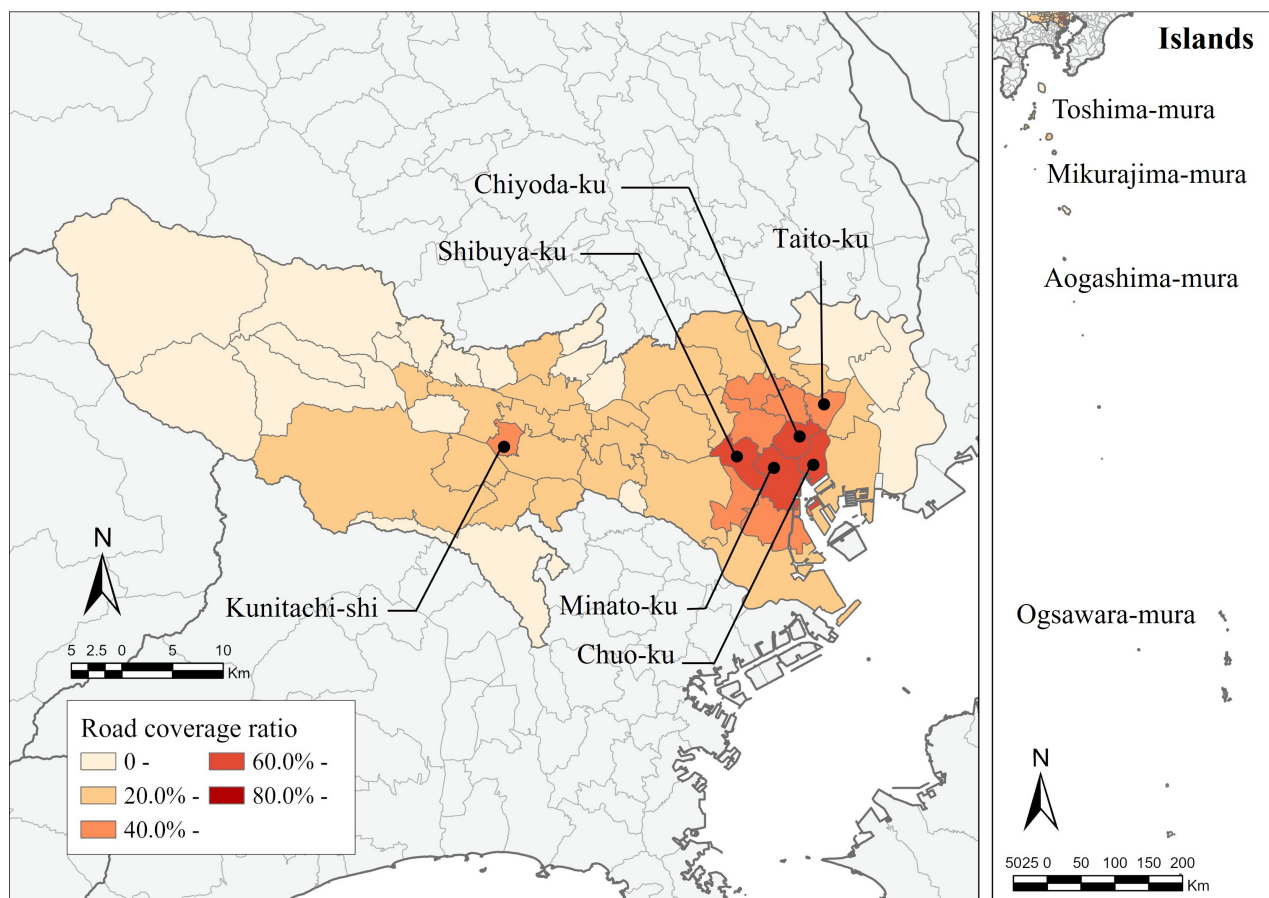 Islands
Toshima-mura
Mikurajima-mura
Chiyoda-ku
Shibuya-ku
Taito-ku
Aogashima-mura
Kunitachi-shi
Minato-ku
Ogsawara-mura
Chuo-ku
N
5 2.5 0 5 10
Km
Road coverage ratio
0 -
20.0% -
40.0% -
60.0% -
80.0% -
N
5025 0 50 100 150 200
Km